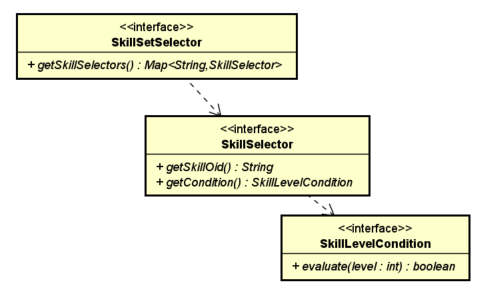 <<interface>>
SkillSetSelector
+ getSkillSelectors() : Map<String,SkillSelector>
<<interface>>
SkillSelector
+ getSkillOid() : String
+ getCondition() : SkillLevelCondition
<<interface>>
SkillLevelCondition
+ evaluate(level : int) : boolean